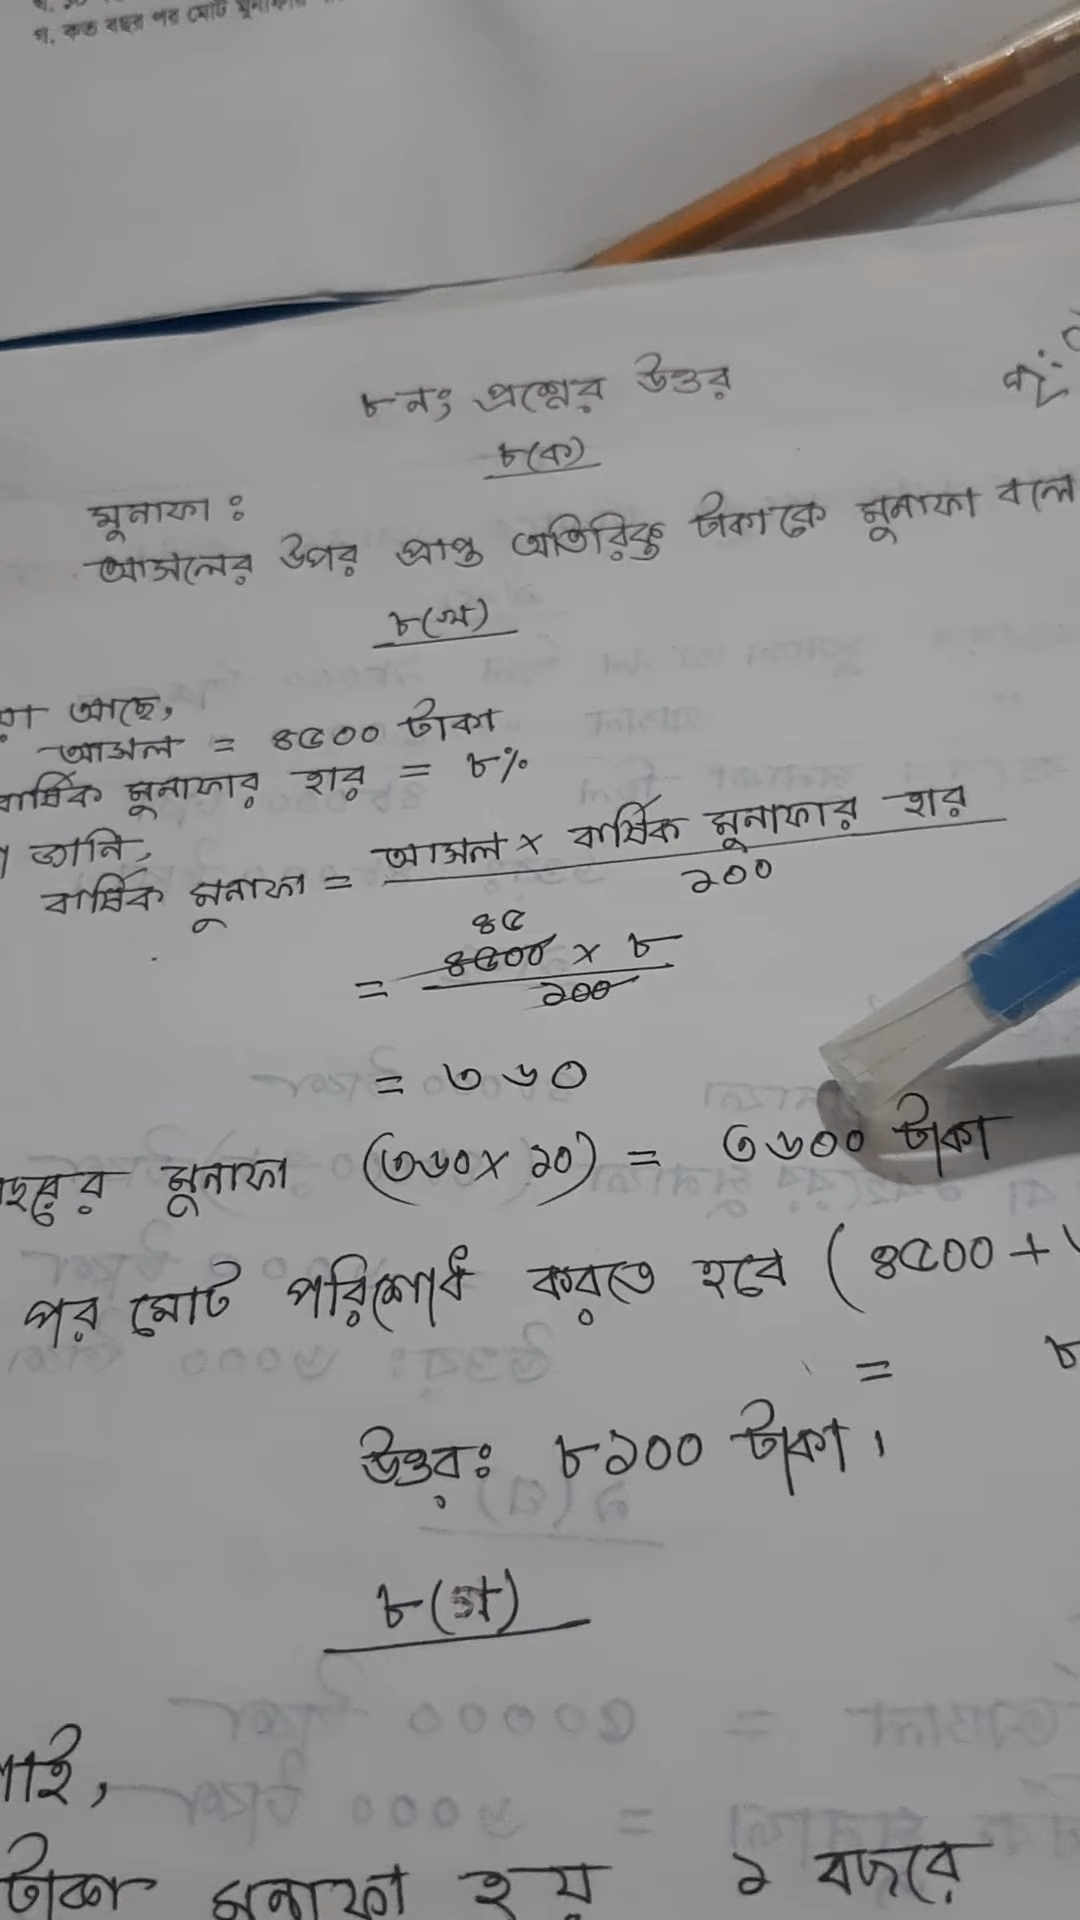 গ. কত বছর পর মোট মুনাফা
৮নং প্রশ্নের উত্তর
৮(ক)
মুনাফা :
আসলের উপর প্রাপ্ত অতিরিক্ত টাকাকে মুনাফা বলে
৮(খ)
আছে,
আসল = ৪৫০০ টাকা
বার্ষিক মুনাফার হার = ৮%
জানি,
বার্ষিক মুনাফা = আসল × বার্ষিক মুনাফার হার
১০০
৪৫
= ৪৫০০ × ৮
১০০
= ৩৬০
মুনাফা (৩৬০× ১০) = ৩৬০০ টাকা
পর মোট পরিশোধ করতে হবে ( ৪৫০০ +
= ৮
উত্তর: ৮১০০ টাকা।
৮(গ)
টাকা মুনাফা হয় ১ বছরে